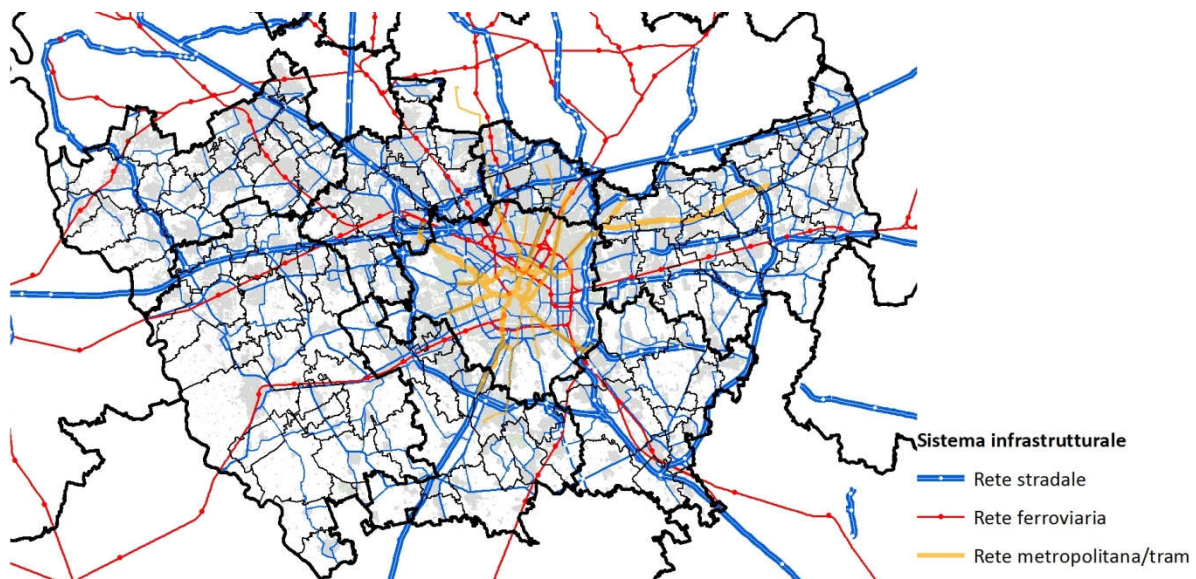 Sistema infrastrutturale
Rete stradale
Rete ferroviaria
Rete metropolitana/tram